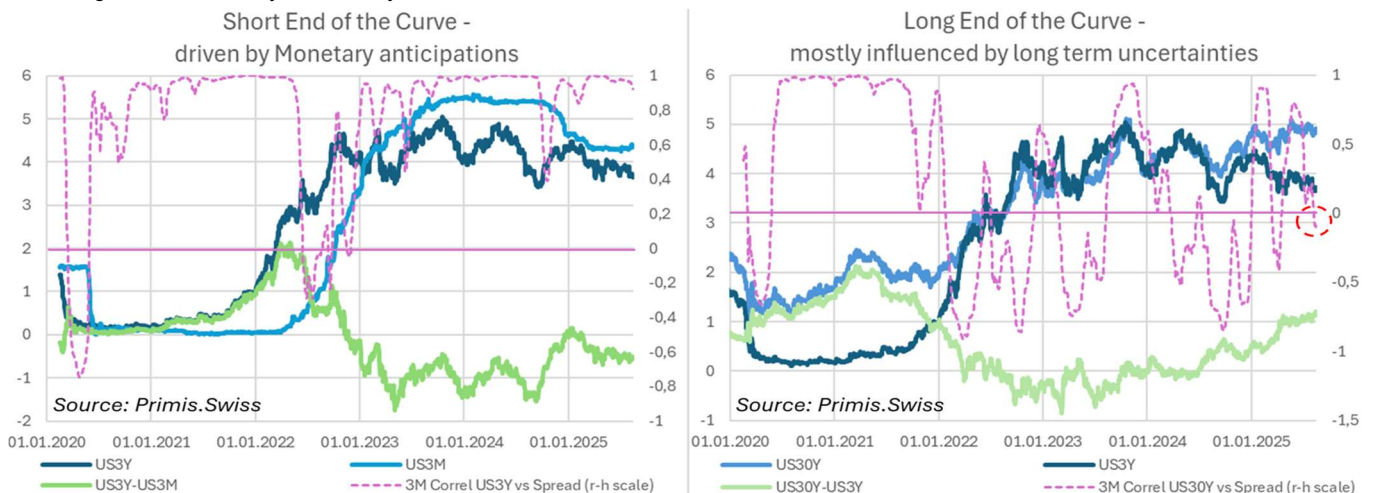 Short End of the Curve -
driven by Monetary anticipations
6
5
4
3
2
1
0
-1
-2
1
0,8
0,6
0,4
0,2
0
-0,2
-0,4
-0,6
-0,8
-1
Source: Primis.Swiss
01.01.2020 01.01.2021 01.01.2022 01.01.2023 01.01.2024 01.01.2025
US3Y US3M
US3Y-US3M 3M Correl US3Y vs Spread (r-h scale)
Long End of the Curve -
mostly influenced by long term uncertainties
6
5
4
3
2
1
0
-1
1
0,5
0
-0,5
-1
-1,5
Source: Primis.Swiss
01.01.2020 01.01.2021 01.01.2022 01.01.2023 01.01.2024 01.01.2025
US30Y US3Y
US30Y-US3Y 3M Correl US30Y vs Spread (r-h scale)